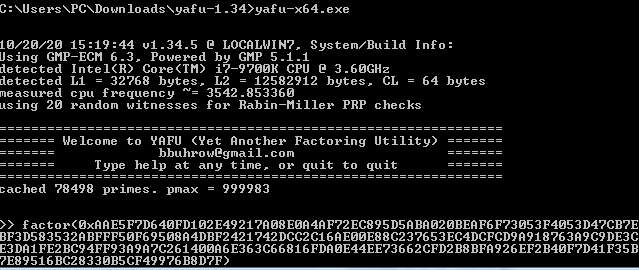 C:\Users\PC\Downloads\yafu-1.34>yafu-x64.exe
10/20/20 15:19:44 v1.34.5 @ LOCALWIN7, System/Build Info:
Using GMP-ECM 6.3, Powered by GMP 5.1.1
detected Intel(R) Core(TM) i7-9700K CPU @ 3.60GHz
detected L1 = 32768 bytes, L2 = 12582912 bytes, CL = 64 bytes
measured cpu frequency ~= 3542.853360
using 20 random witnesses for Rabin-Miller PRP checks
===============================================================
======= Welcome to YAFU (Yet Another Factoring Utility) =======
=======             bbuhrow@gmail.com                   =======
=======     Type help at any time, or quit to quit      =======
===============================================================
cached 78498 primes. pmax = 999983
>> factor(0xAAE5F7D640FD102E49217A08E0A4AF72EC895D5ABA020BEAF6F73053F4053D47CB7E
BF3D583532ABFFF50F69508A4DBF2421742DCC2C16AE00E88C237653EC4DCFCD9A918763A9C9DE3C
E3DA1FE2BC94FF93A9A7C261400A6E363C66816FDA0E44EE73662CFD2B8BFA926EF2B40F7D41F35B
7E89516BC28330B5CF49976B8D7F)